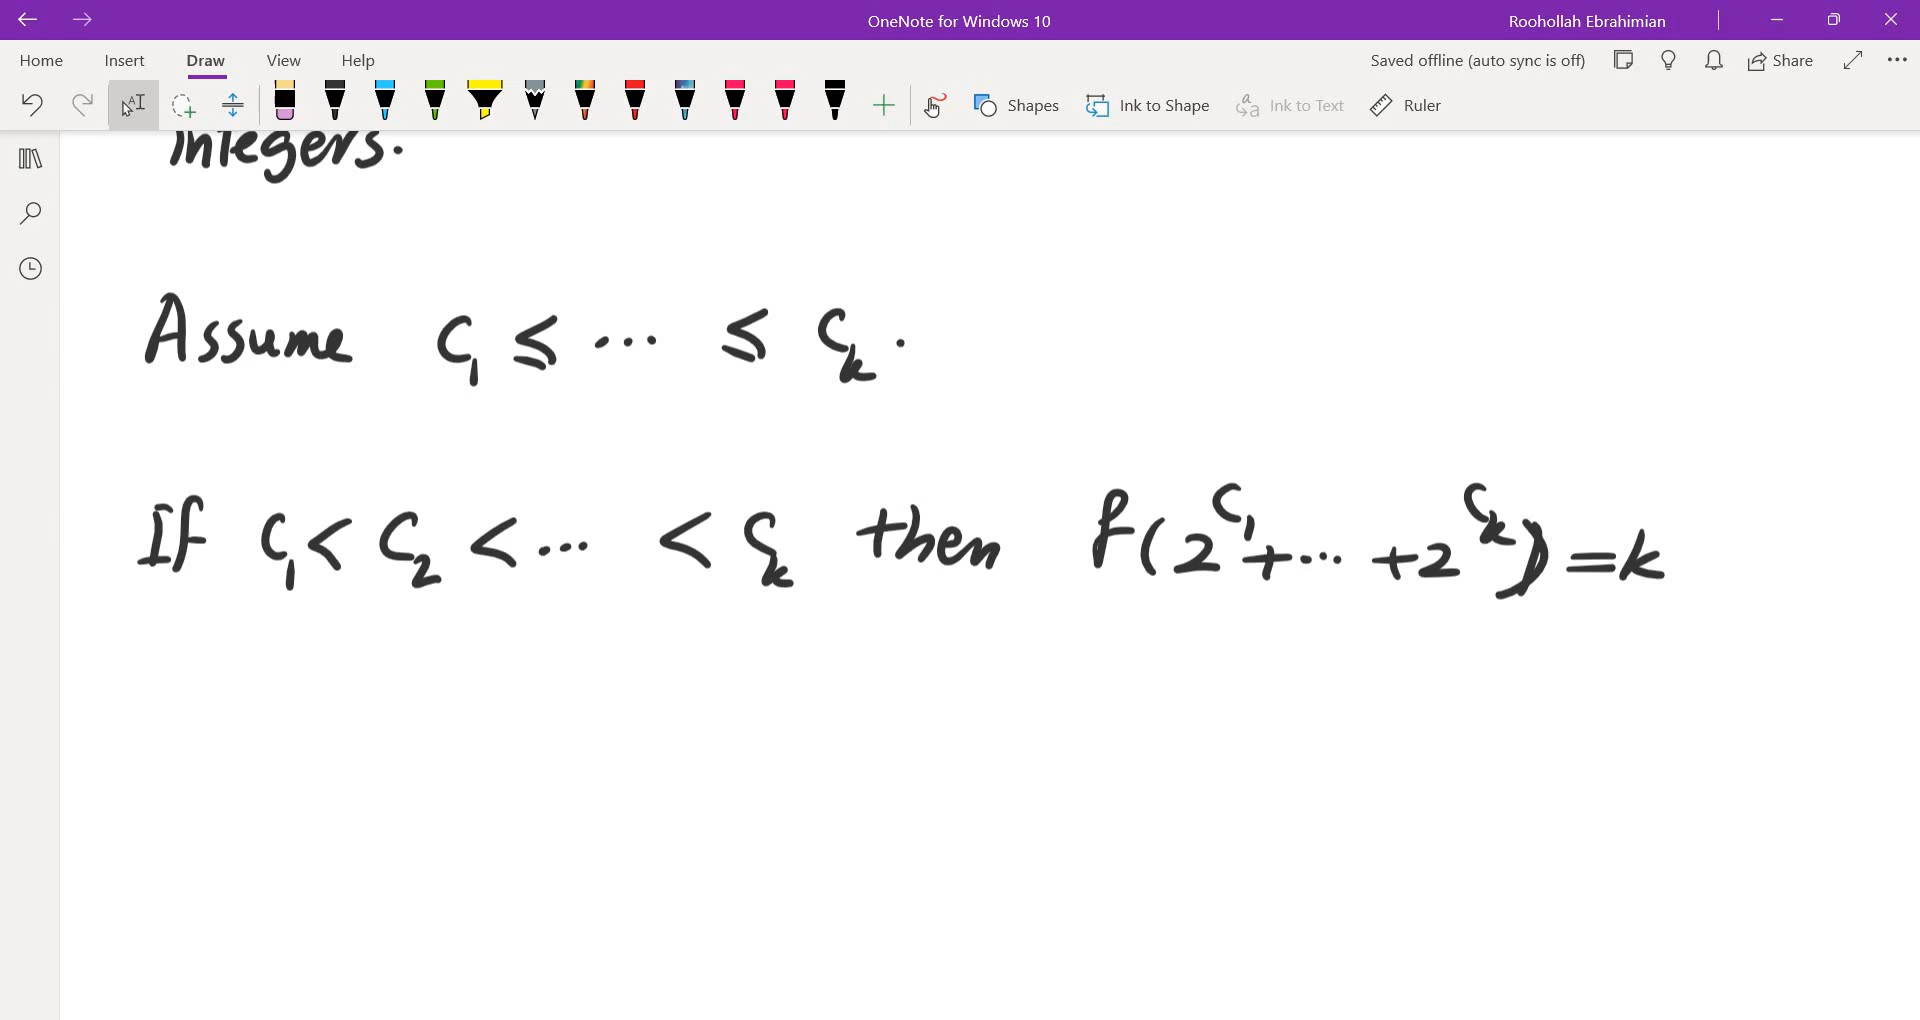 OneNote for Windows 10
Roohollah Ebrahimian
Home Insert Draw View Help
Saved offline (auto sync is off) Share
Shapes Ink to Shape Ink to Text Ruler
integers.
Assume C₁ ≤ ... ≤ Cₖ.
If C₁ < C₂ < ... < Cₖ then f(2^C₁ + ... + 2^Cₖ) = k